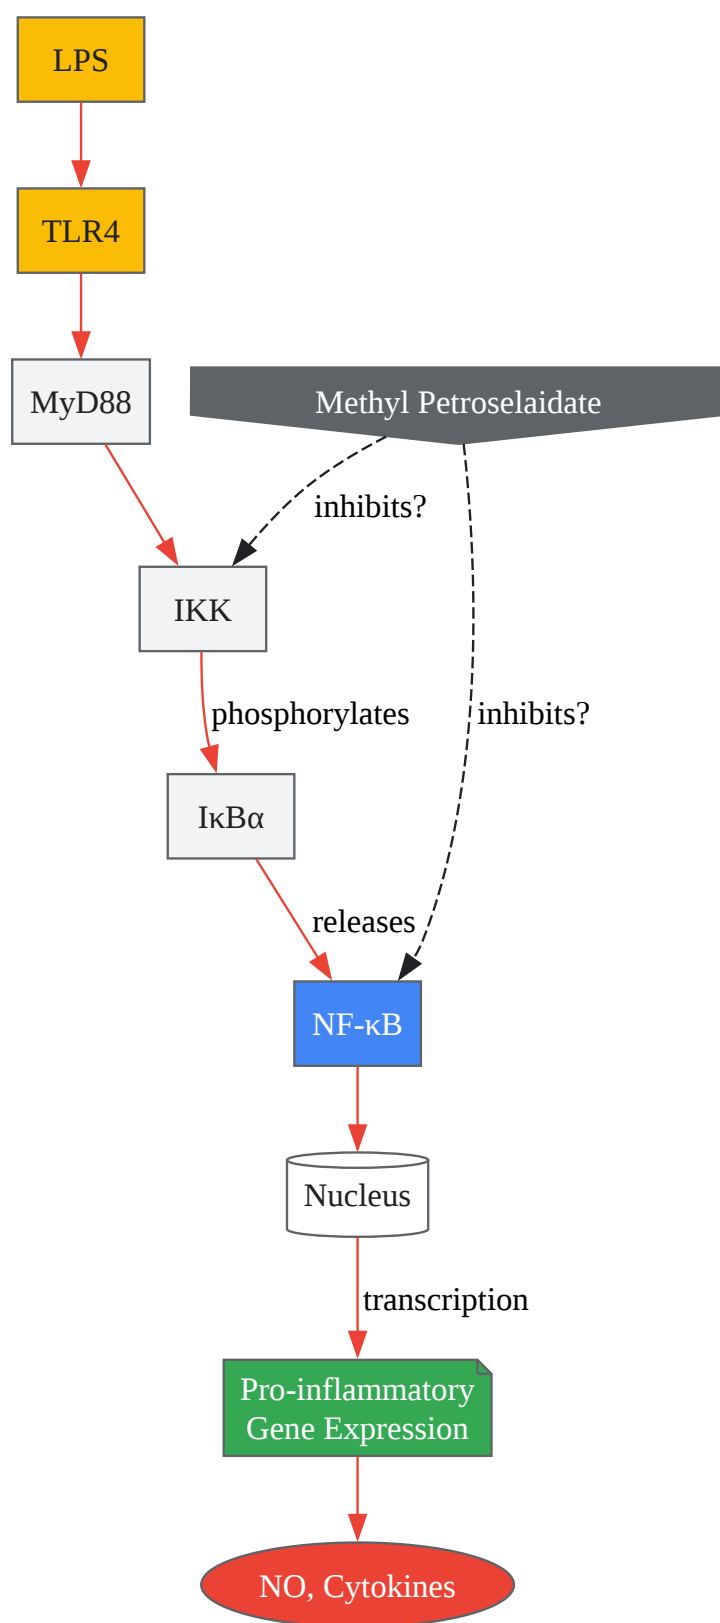 LPS
TLR4
MyD88
Methyl Petroselaidate
inhibits?
IKK
phosphorylates
inhibits?
IκBα
releases
NF-κB
Nucleus
transcription
Pro-inflammatory
Gene Expression
NO, Cytokines